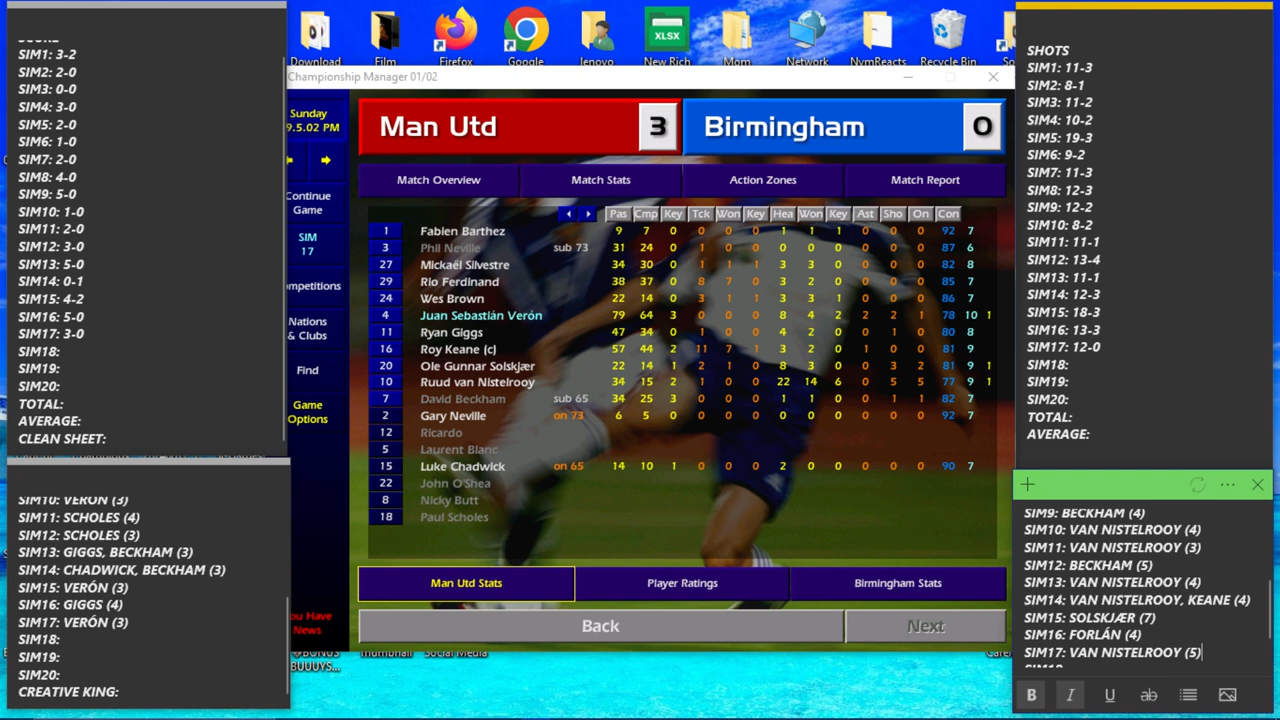 SIM1: 3-2
SIM2: 2-0
SIM3: 0-0
SIM4: 3-0
SIM5: 2-0
SIM6: 1-0
SIM7: 2-0
SIM8: 4-0
SIM9: 5-0
SIM10: 1-0
SIM11: 2-0
SIM12: 3-0
SIM13: 5-0
SIM14: 0-1
SIM15: 4-2
SIM16: 5-0
SIM17: 3-0
SIM18:
SIM19:
SIM20:
TOTAL:
AVERAGE:
CLEAN SHEET:
SIM10: VERÓN (3)
SIM11: SCHOLES (4)
SIM12: SCHOLES (3)
SIM13: GIGGS, BECKHAM (3)
SIM14: CHADWICK, BECKHAM (3)
SIM15: VERÓN (3)
SIM16: GIGGS (4)
SIM17: VERÓN (3)
SIM18:
SIM19:
SIM20:
CREATIVE KING:
Download Film Firefox Google lenovo New Rich Mom Network NymReacts Recycle Bin
XLSX
Championship Manager 01/02
Sunday
9.5.02 PM
Continue
Game
SIM
17
ompetitions
Nations
& Clubs
Find
Game
Options
ou Have
News
Man Utd 3 Birmingham 0
Match Overview Match Stats Action Zones Match Report
Pas Cmp Key Tck Won Key Hea Won Key Ast Sho On Con
1 Fabien Barthez 9 7 0 0 0 0 1 1 1 0 0 0 92 7
3 Phil Neville sub 73 31 24 0 1 0 0 0 0 0 0 0 0 87 6
27 Mickaël Silvestre 34 30 0 1 1 1 3 3 0 0 0 0 82 8
29 Rio Ferdinand 38 37 0 8 7 0 3 2 0 0 0 0 85 7
24 Wes Brown 22 14 0 3 1 1 3 3 1 0 0 0 86 7
4 Juan Sebastián Verón 79 64 3 0 0 0 8 4 2 2 2 1 78 10 1
11 Ryan Giggs 47 34 0 1 0 0 4 2 0 0 1 0 80 8
16 Roy Keane (c) 57 44 2 11 7 1 3 2 0 1 0 0 81 9
20 Ole Gunnar Solskjær 22 14 1 2 1 0 8 3 0 0 3 2 81 9 1
10 Ruud van Nistelrooy 34 15 2 1 0 0 22 14 6 0 5 5 77 9 1
7 David Beckham sub 65 34 25 3 0 0 0 1 1 0 0 1 1 82 7
2 Gary Neville on 73 6 5 0 0 0 0 0 0 0 0 0 0 92 7
12 Ricardo
5 Laurent Blanc
15 Luke Chadwick on 65 14 10 1 0 0 0 2 0 0 0 0 0 90 7
22 John O'Shea
8 Nicky Butt
18 Paul Scholes
Man Utd Stats Player Ratings Birmingham Stats
Back Next
BUUUYS...
SHOTS
SIM1: 11-3
SIM2: 8-1
SIM3: 11-2
SIM4: 10-2
SIM5: 19-3
SIM6: 9-2
SIM7: 11-3
SIM8: 12-3
SIM9: 12-2
SIM10: 8-2
SIM11: 11-1
SIM12: 13-4
SIM13: 11-1
SIM14: 12-3
SIM15: 18-3
SIM16: 13-3
SIM17: 12-0
SIM18:
SIM19:
SIM20:
TOTAL:
AVERAGE:
SIM9: BECKHAM (4)
SIM10: VAN NISTELROOY (4)
SIM11: VAN NISTELROOY (3)
SIM12: BECKHAM (5)
SIM13: VAN NISTELROOY (4)
SIM14: VAN NISTELROOY, KEANE (4)
SIM15: SOLSKJÆR (7)
SIM16: FORLÁN (4)
SIM17: VAN NISTELROOY (5)
B I U ab